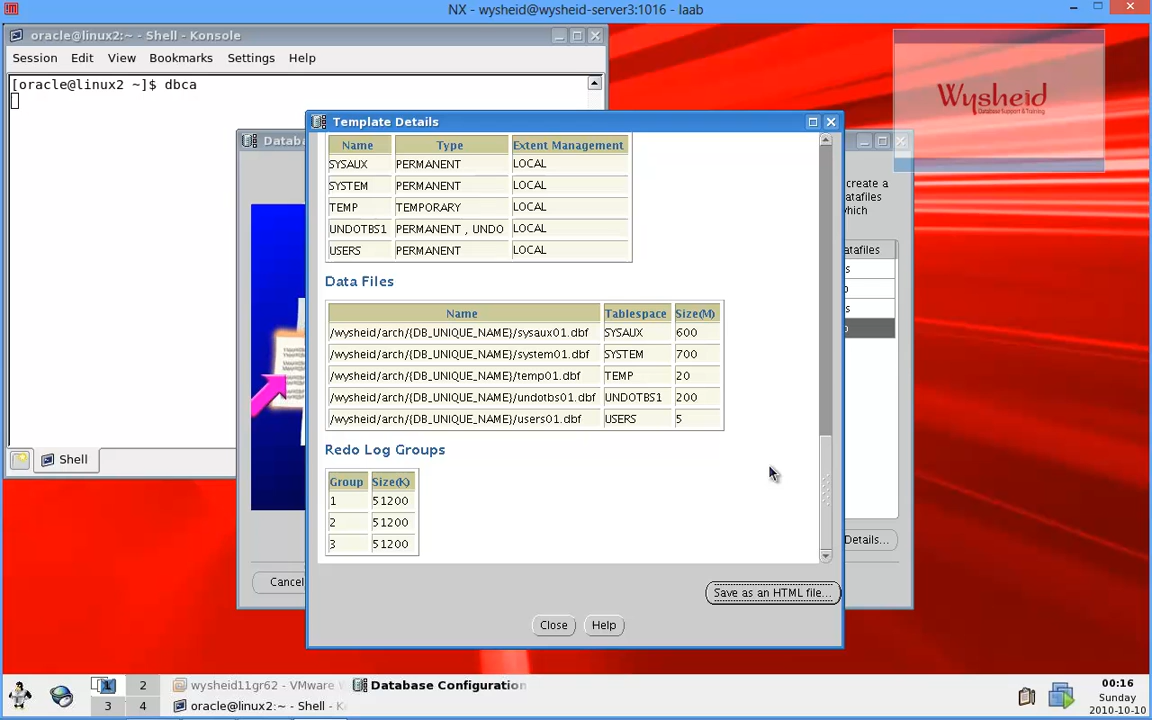 NX - wysheid@wysheid-server3:1016 - laab
oracle@linux2:~ - Shell - Konsole
Session Edit View Bookmarks Settings Help
[oracle@linux2 ~]$ dbca
Wysheid
Database Support & Training
Template Details
Name Type Extent Management
SYSAUX PERMANENT LOCAL
SYSTEM PERMANENT LOCAL
TEMP TEMPORARY LOCAL
UNDOTBS1 PERMANENT , UNDO LOCAL
USERS PERMANENT LOCAL
create a
which
Data Files
Name Tablespace Size(M)
/wysheid/arch/{DB_UNIQUE_NAME}/sysaux01.dbf SYSAUX 600
/wysheid/arch/{DB_UNIQUE_NAME}/system01.dbf SYSTEM 700
/wysheid/arch/{DB_UNIQUE_NAME}/temp01.dbf TEMP 20
/wysheid/arch/{DB_UNIQUE_NAME}/undotbs01.dbf UNDOTBS1 200
/wysheid/arch/{DB_UNIQUE_NAME}/users01.dbf USERS 5
Redo Log Groups
Group Size(K)
1 51200
2 51200
3 51200
Shell
Details...
Cancel
Save as an HTML file...
Close Help
1 2 wysheid11gr62 - VMware Database Configuration
3 4 oracle@linux2:~ - Shell - K
00:16
Sunday
2010-10-10